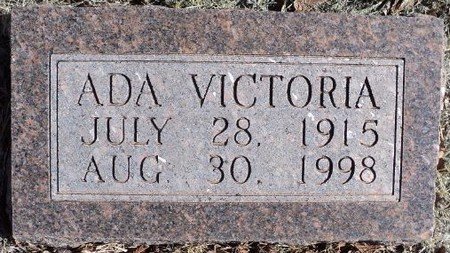 ADA VICTORIA
JULY 28, 1915
AUG 30, 1998